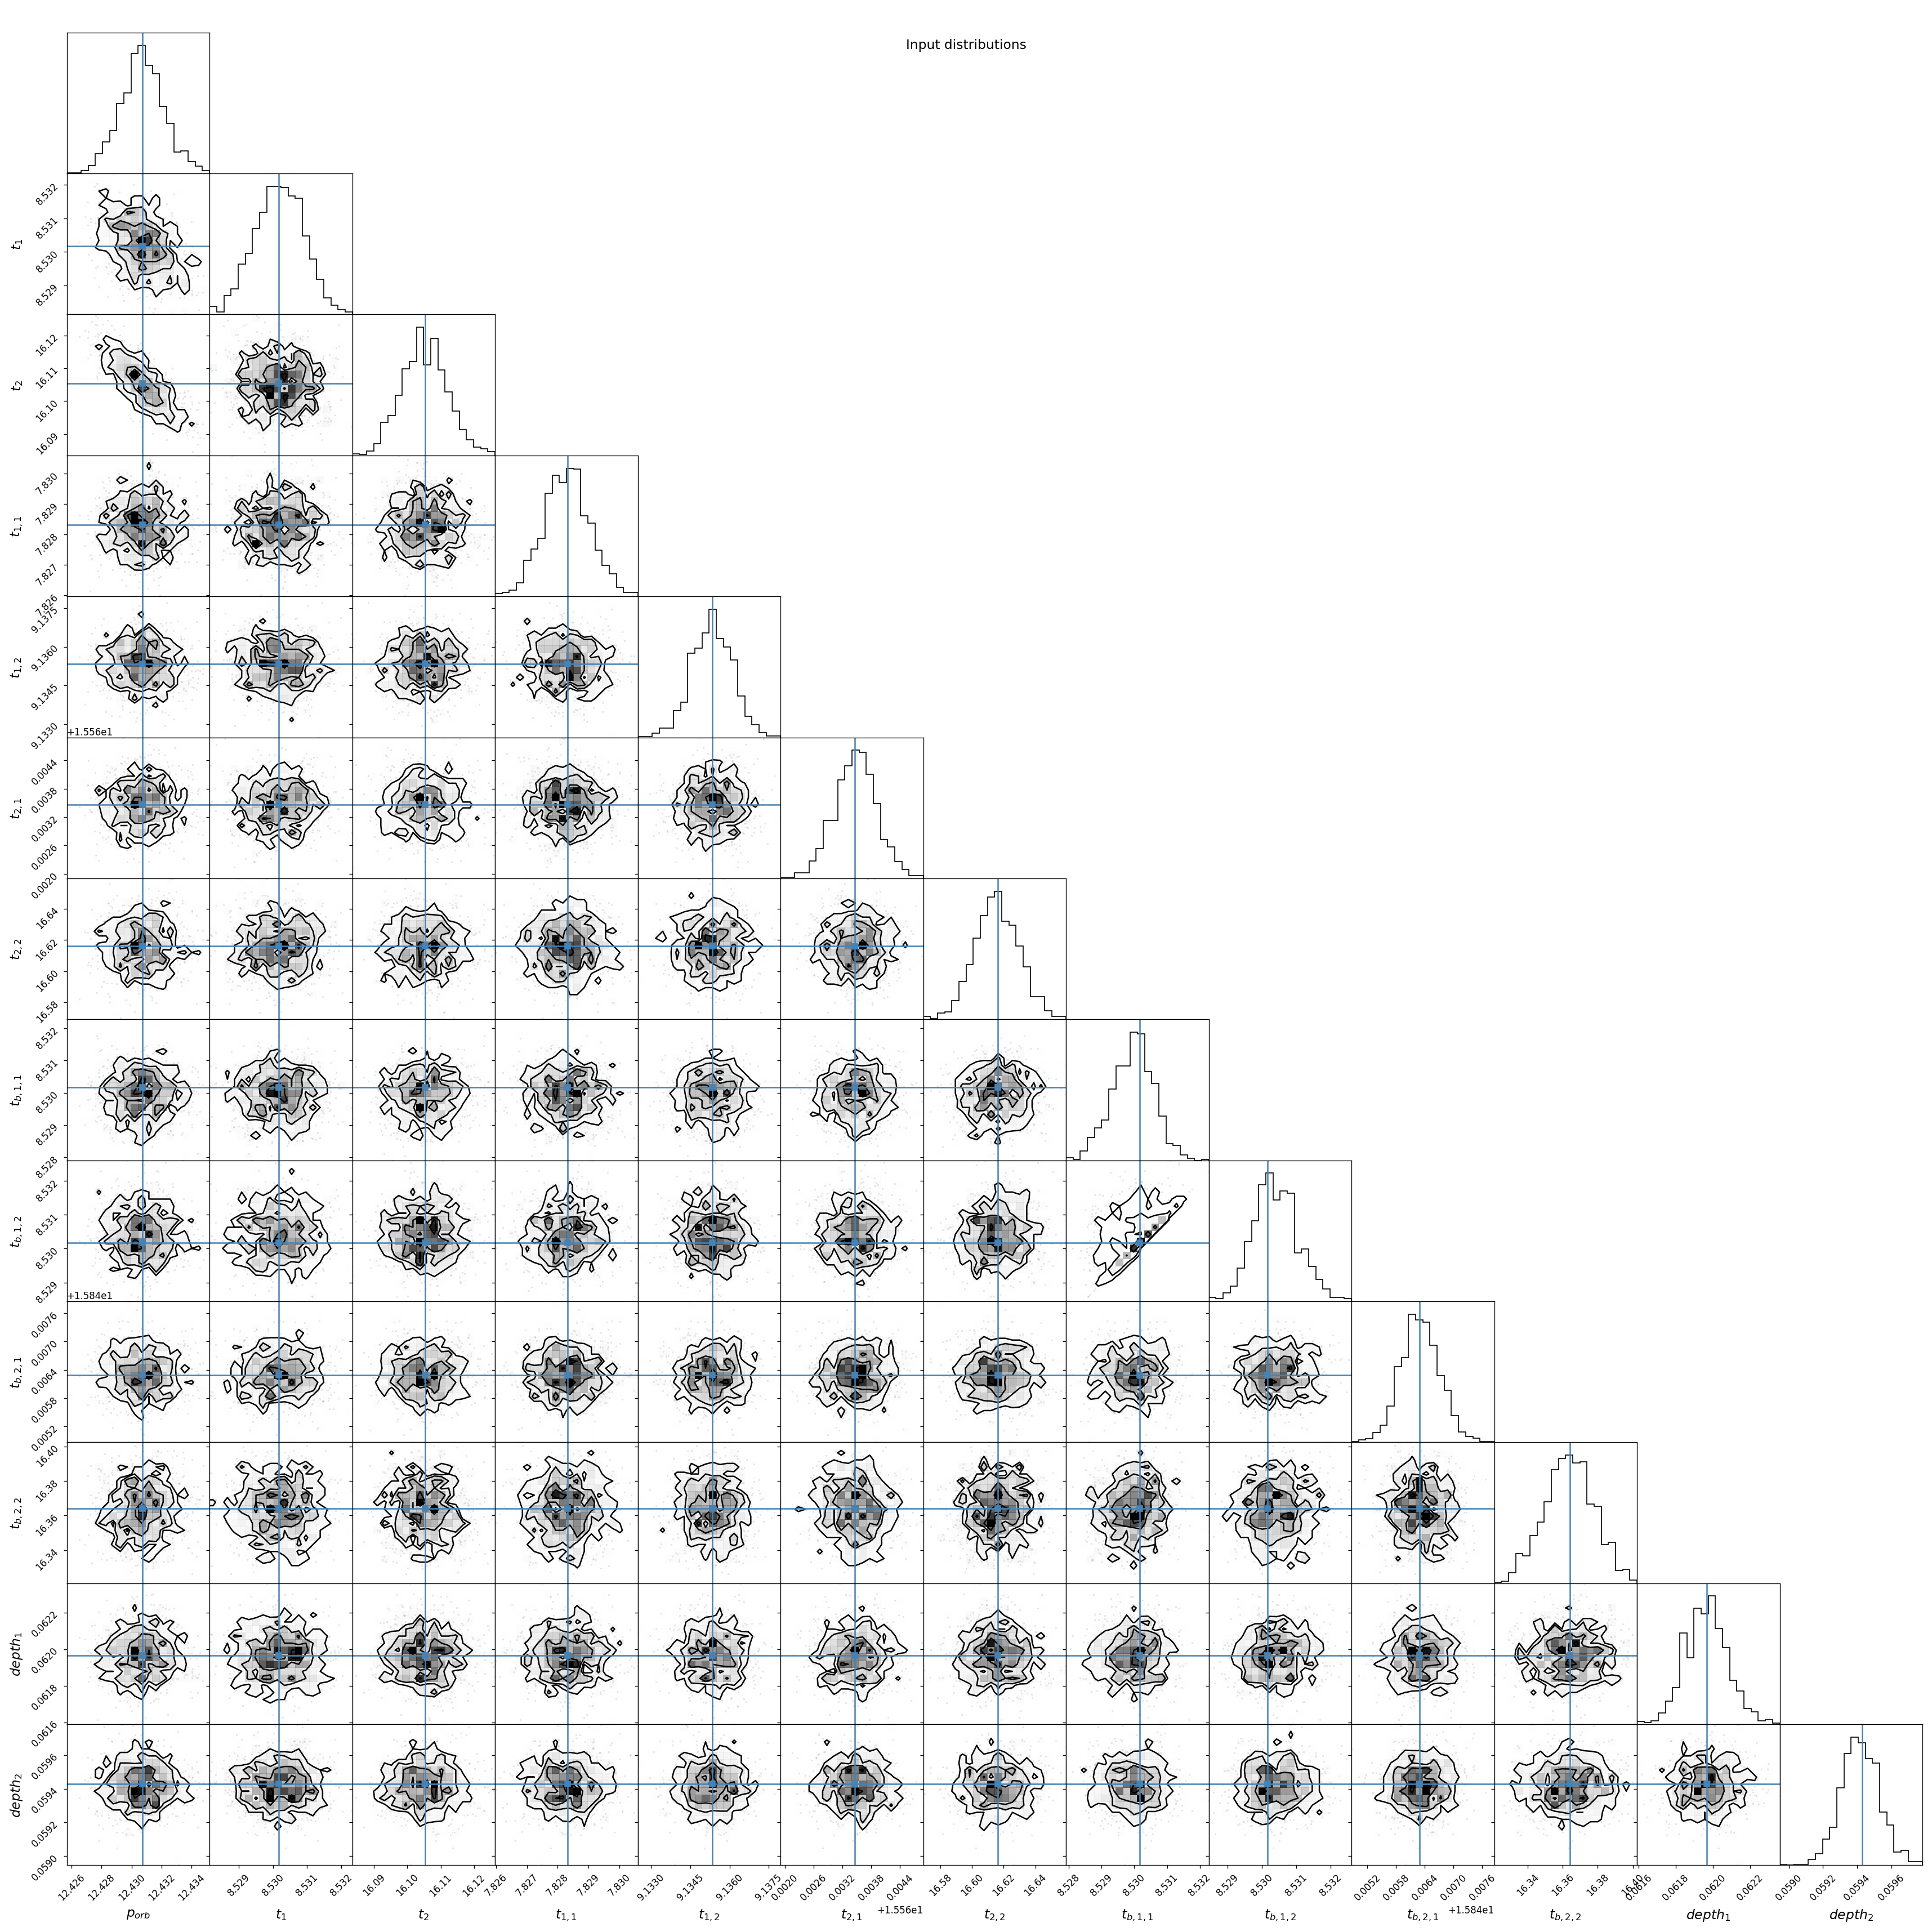 Input distributions
8.532
8.531
8.530
8.529
t_1
16.12
16.11
16.10
16.09
t_2
7.830
7.829
7.828
7.827
7.826
t_{1,1}
9.1375
9.1360
9.1345
9.1330
t_{1,2}
+1.556e1
0.0044
0.0038
0.0032
0.0026
0.0020
t_{2,1}
16.64
16.62
16.60
16.58
t_{2,2}
8.532
8.531
8.530
8.529
8.528
t_{b,1,1}
8.532
8.531
8.530
8.529
t_{b,1,2}
+1.584e1
0.0076
0.0070
0.0064
0.0058
0.0052
t_{b,2,1}
16.40
16.38
16.36
16.34
t_{b,2,2}
0.0622
0.0620
0.0618
0.0616
depth_1
0.0596
0.0594
0.0592
0.0590
depth_2
12.426 12.428 12.430 12.432 12.434
8.529 8.530 8.531 8.532
16.09 16.10 16.11 16.12
7.826 7.827 7.828 7.829 7.830
9.1330 9.1345 9.1360 9.1375
0.0020 0.0026 0.0032 0.0038 0.0044
16.58 16.60 16.62 16.64
8.528 8.529 8.530 8.531 8.532
8.529 8.530 8.531 8.532
0.0052 0.0058 0.0064 0.0070 0.0076
16.34 16.36 16.38 16.40
0.0616 0.0618 0.0620 0.0622
0.0590 0.0592 0.0594 0.0596
+1.556e1 +1.584e1
p_{orb} t_1 t_2 t_{1,1} t_{1,2} t_{2,1} t_{2,2} t_{b,1,1} t_{b,1,2} t_{b,2,1} t_{b,2,2} depth_1 depth_2